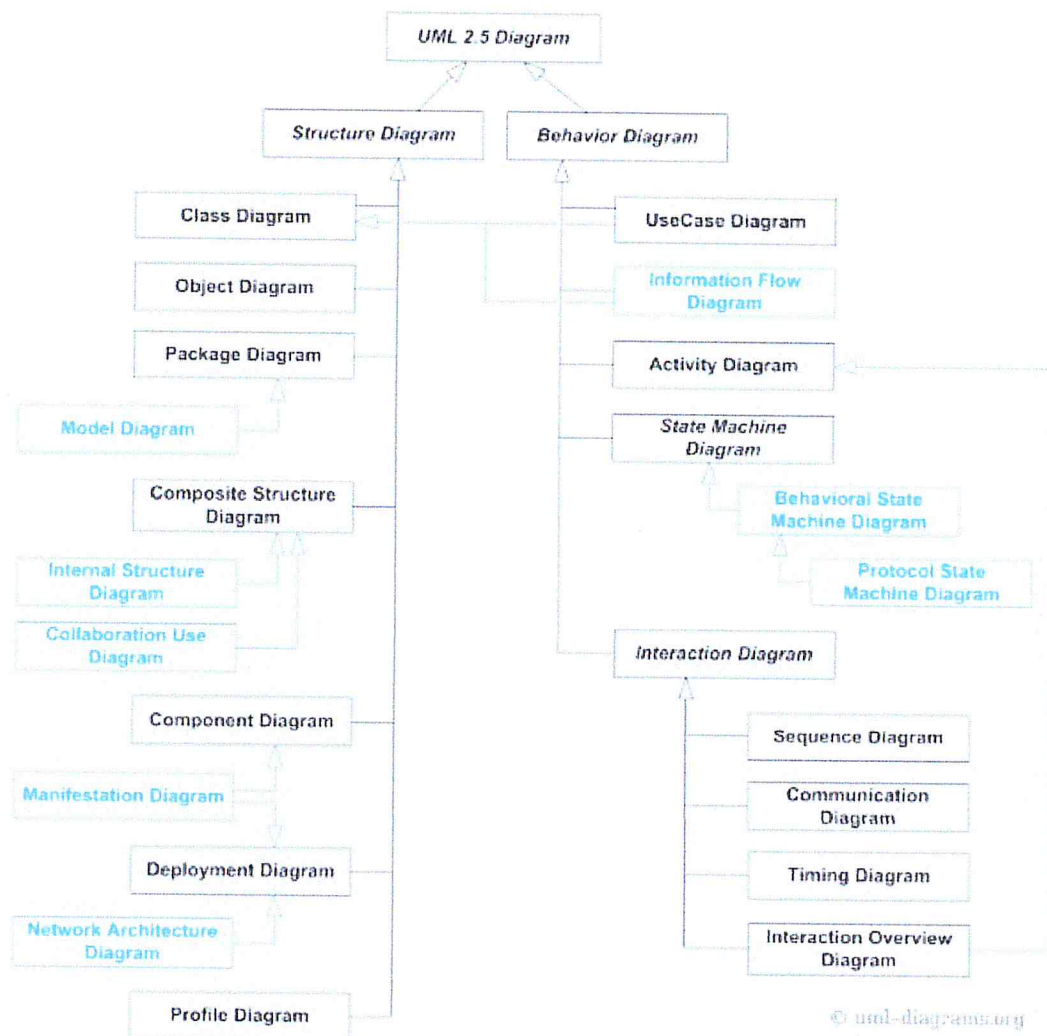 UML 2.5 Diagram
Structure Diagram
Behavior Diagram
Class Diagram
UseCase Diagram
Object Diagram
Information Flow
Diagram
Package Diagram
Activity Diagram
Model Diagram
State Machine
Diagram
Composite Structure
Diagram
Behavioral State
Machine Diagram
Internal Structure
Diagram
Protocol State
Machine Diagram
Collaboration Use
Diagram
Interaction Diagram
Component Diagram
Sequence Diagram
Manifestation Diagram
Communication
Diagram
Deployment Diagram
Timing Diagram
Network Architecture
Diagram
Interaction Overview
Diagram
Profile Diagram
© uml-diagrams.org